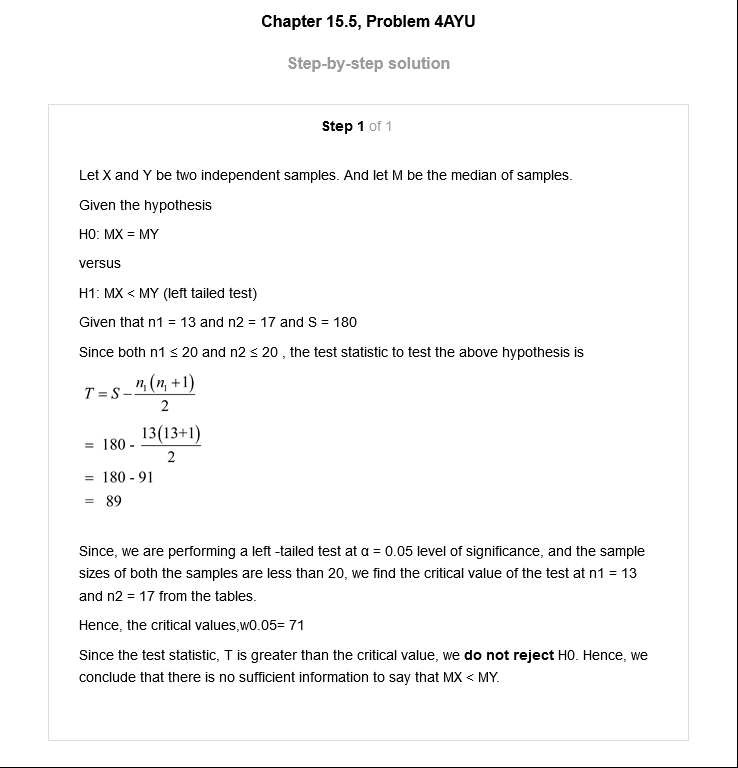 Chapter 15.5, Problem 4AYU
Step-by-step solution
Step 1 of 1
Let X and Y be two independent samples. And let M be the median of samples.
Given the hypothesis
H0: MX = MY
versus
H1: MX < MY (left tailed test)
Given that n1 = 13 and n2 = 17 and S = 180
Since both n1 ≤ 20 and n2 ≤ 20 , the test statistic to test the above hypothesis is
T = S − n₁(n₁ +1)
2
= 180 - 13(13+1)
2
= 180 - 91
= 89
Since, we are performing a left -tailed test at α = 0.05 level of significance, and the sample
sizes of both the samples are less than 20, we find the critical value of the test at n1 = 13
and n2 = 17 from the tables.
Hence, the critical values,w0.05= 71
Since the test statistic, T is greater than the critical value, we do not reject H0. Hence, we
conclude that there is no sufficient information to say that MX < MY.